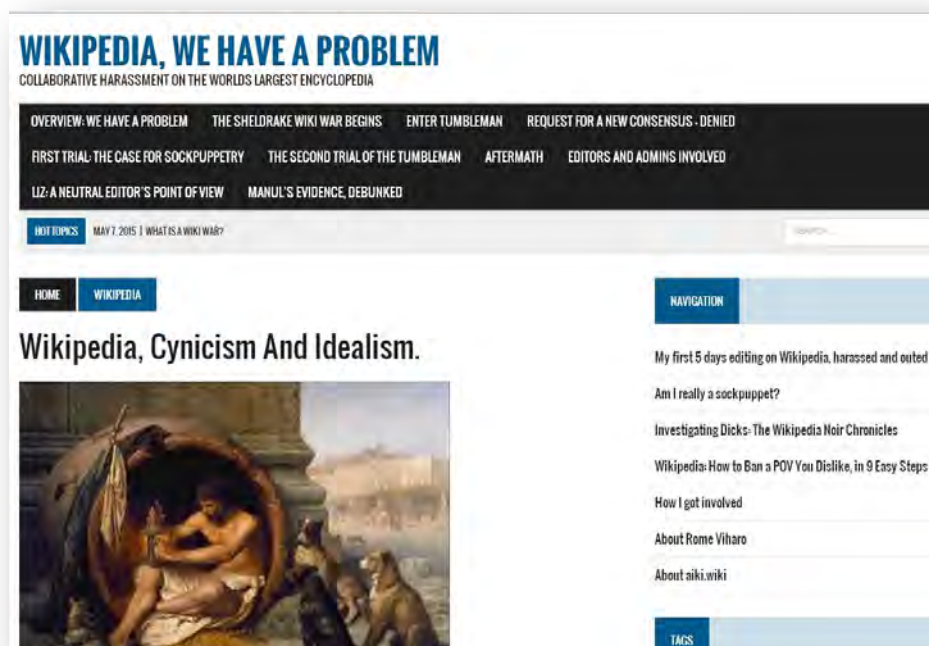 WIKIPEDIA, WE HAVE A PROBLEM
COLLABORATIVE HARASSMENT ON THE WORLDS LARGEST ENCYCLOPEDIA
OVERVIEW: WE HAVE A PROBLEM THE SHELDRAKE WIKI WAR BEGINS ENTER TUMBLEMAN REQUEST FOR A NEW CONSENSUS - DENIED
FIRST TRIAL: THE CASE FOR SOCKPUPPETRY THE SECOND TRIAL OF THE TUMBLEMAN AFTERMATH EDITORS AND ADMINS INVOLVED
LIZ: A NEUTRAL EDITOR'S POINT OF VIEW MANUL'S EVIDENCE, DEBUNKED
HOT TOPICS MAY 7, 2015 | WHAT IS A WIKI WAR?
HOME WIKIPEDIA
Wikipedia, Cynicism And Idealism.
NAVIGATION
My first 5 days editing on Wikipedia, harassed and outed
Am I really a sockpuppet?
Investigating Dicks: The Wikipedia Noir Chronicles
Wikipedia: How to Ban a POV You Dislike, in 9 Easy Steps
How I got involved
About Rome Viharo
About aiki.wiki
TAGS